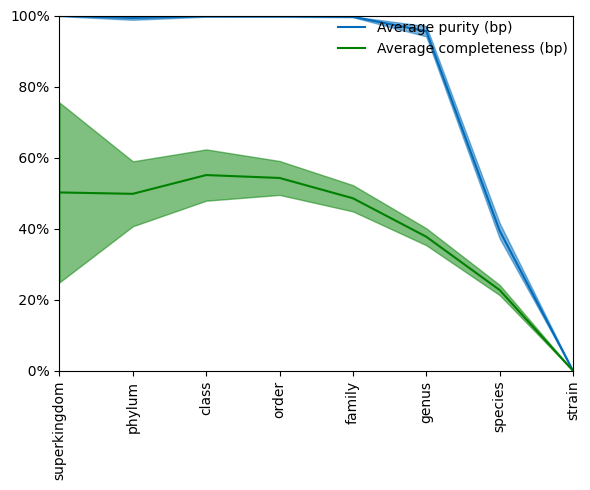 Average purity (bp)
Average completeness (bp)
100%
80%
60%
40%
20%
0%
superkingdom
phylum
class
order
family
genus
species
strain